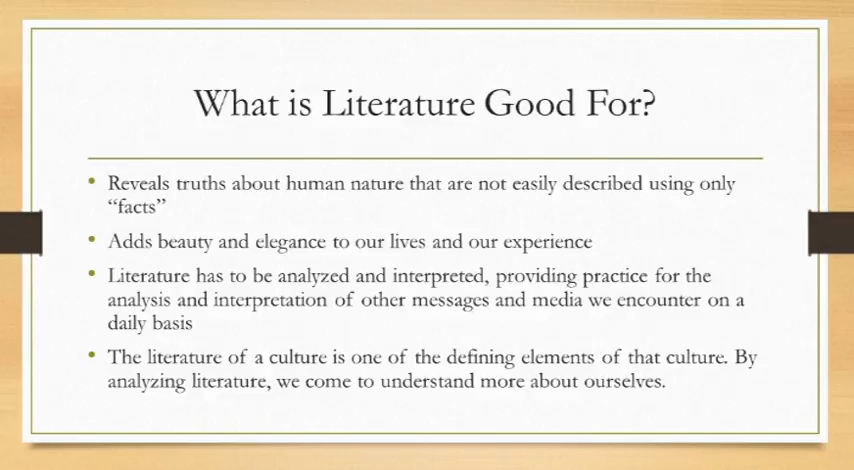 What is Literature Good For?
• Reveals truths about human nature that are not easily described using only
“facts”
• Adds beauty and elegance to our lives and our experience
• Literature has to be analyzed and interpreted, providing practice for the
analysis and interpretation of other messages and media we encounter on a
daily basis
• The literature of a culture is one of the defining elements of that culture. By
analyzing literature, we come to understand more about ourselves.